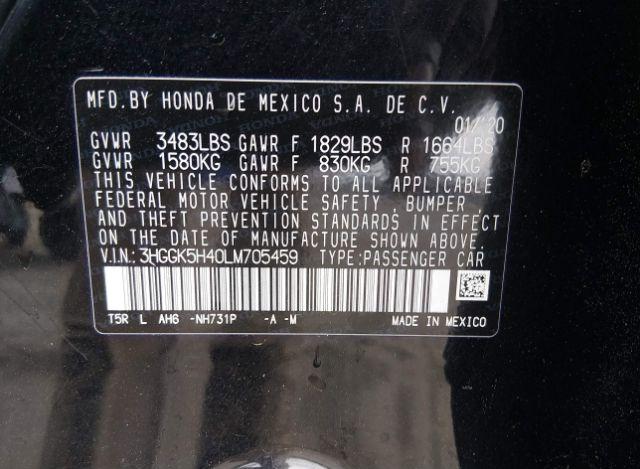 MFD. BY HONDA DE MEXICO S.A. DE C.V.
01/'20
GVWR 3483LBS GAWR F 1829LBS R 1664LBS
GVWR 1580KG GAWR F 830KG R 755KG
THIS VEHICLE CONFORMS TO ALL APPLICABLE
FEDERAL MOTOR VEHICLE SAFETY, BUMPER,
AND THEFT PREVENTION STANDARDS IN EFFECT
ON THE DATE OF MANUFACTURE SHOWN ABOVE.
V.I.N.: 3HGGK5H40LM705459 TYPE:PASSENGER CAR
T5R L AH6 -NH731P -A -M MADE IN MEXICO